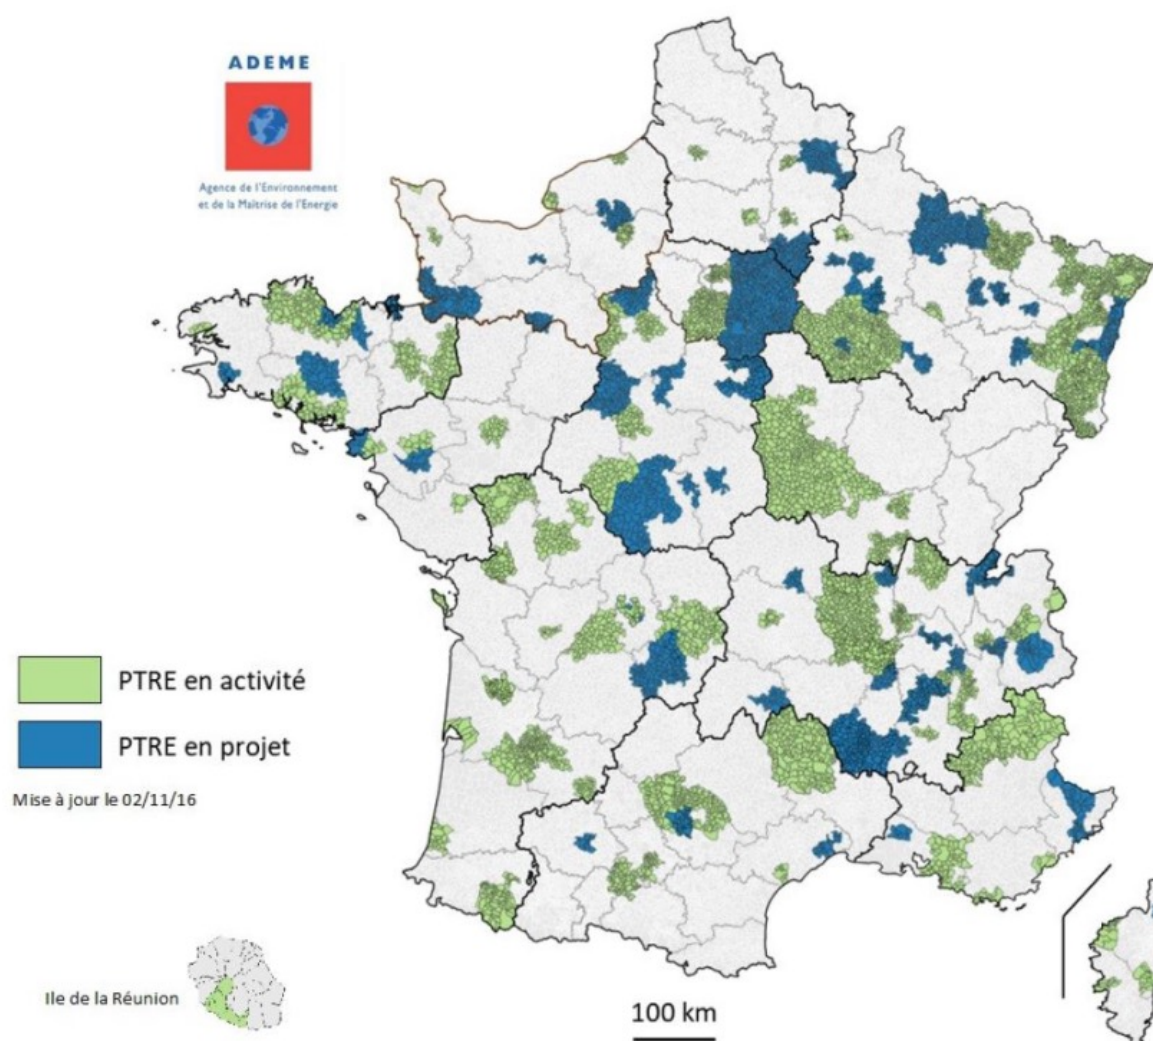 ADEME
Agence de l'Environnement
et de la Maîtrise de l'Energie
PTRE en activité
PTRE en projet
Mise à jour le 02/11/16
Ile de la Réunion
100 km